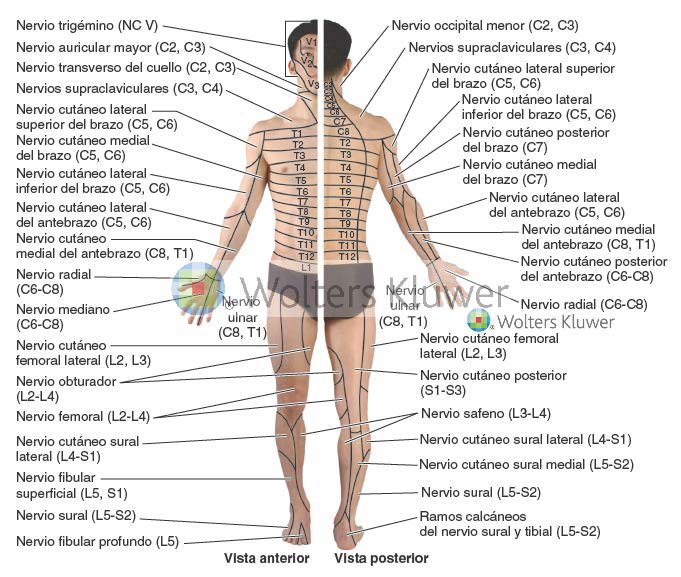 Nervio trigémino (NC V)
Nervio auricular mayor (C2, C3)
Nervio transverso del cuello (C2, C3)
Nervios supraclaviculares (C3, C4)
Nervio cutáneo lateral
superior del brazo (C5, C6)
Nervio cutáneo medial
del brazo (C5, C6)
Nervio cutáneo lateral
inferior del brazo (C5, C6)
Nervio cutáneo lateral
del antebrazo (C5, C6)
Nervio cutáneo
medial del antebrazo (C8, T1)
Nervio radial
(C6-C8)
Nervio mediano
(C6-C8)
Nervio
ulnar
(C8, T1)
Nervio cutáneo
femoral lateral (L2, L3)
Nervio obturador
(L2-L4)
Nervio femoral (L2-L4)
Nervio cutáneo sural
lateral (L4-S1)
Nervio fibular
superficial (L5, S1)
Nervio sural (L5-S2)
Nervio fibular profundo (L5)
Vista anterior
V1
V2
V3
T1
T2
T3
T4
T5
T6
T7
T8
T9
T10
T11
T12
L1
C7
C8
T2
T3
T4
T5
T6
T7
T8
T9
T10
T11
T12
Nervio occipital menor (C2, C3)
Nervios supraclaviculares (C3, C4)
Nervio cutáneo lateral superior
del brazo (C5, C6)
Nervio cutáneo lateral
inferior del brazo (C5, C6)
Nervio cutáneo posterior
del brazo (C7)
Nervio cutáneo medial
del brazo (C7)
Nervio cutáneo lateral
del antebrazo (C5, C6)
Nervio cutáneo medial
del antebrazo (C8, T1)
Nervio cutáneo posterior
del antebrazo (C6-C8)
Nervio radial (C6-C8)
Nervio
ulnar
(C8, T1)
Wolters Kluwer
Wolters Kluwer
Nervio cutáneo femoral
lateral (L2, L3)
Nervio cutáneo posterior
(S1-S3)
Nervio safeno (L3-L4)
Nervio cutáneo sural lateral (L4-S1)
Nervio cutáneo sural medial (L5-S2)
Nervio sural (L5-S2)
Ramos calcáneos
del nervio sural y tibial (L5-S2)
Vista posterior